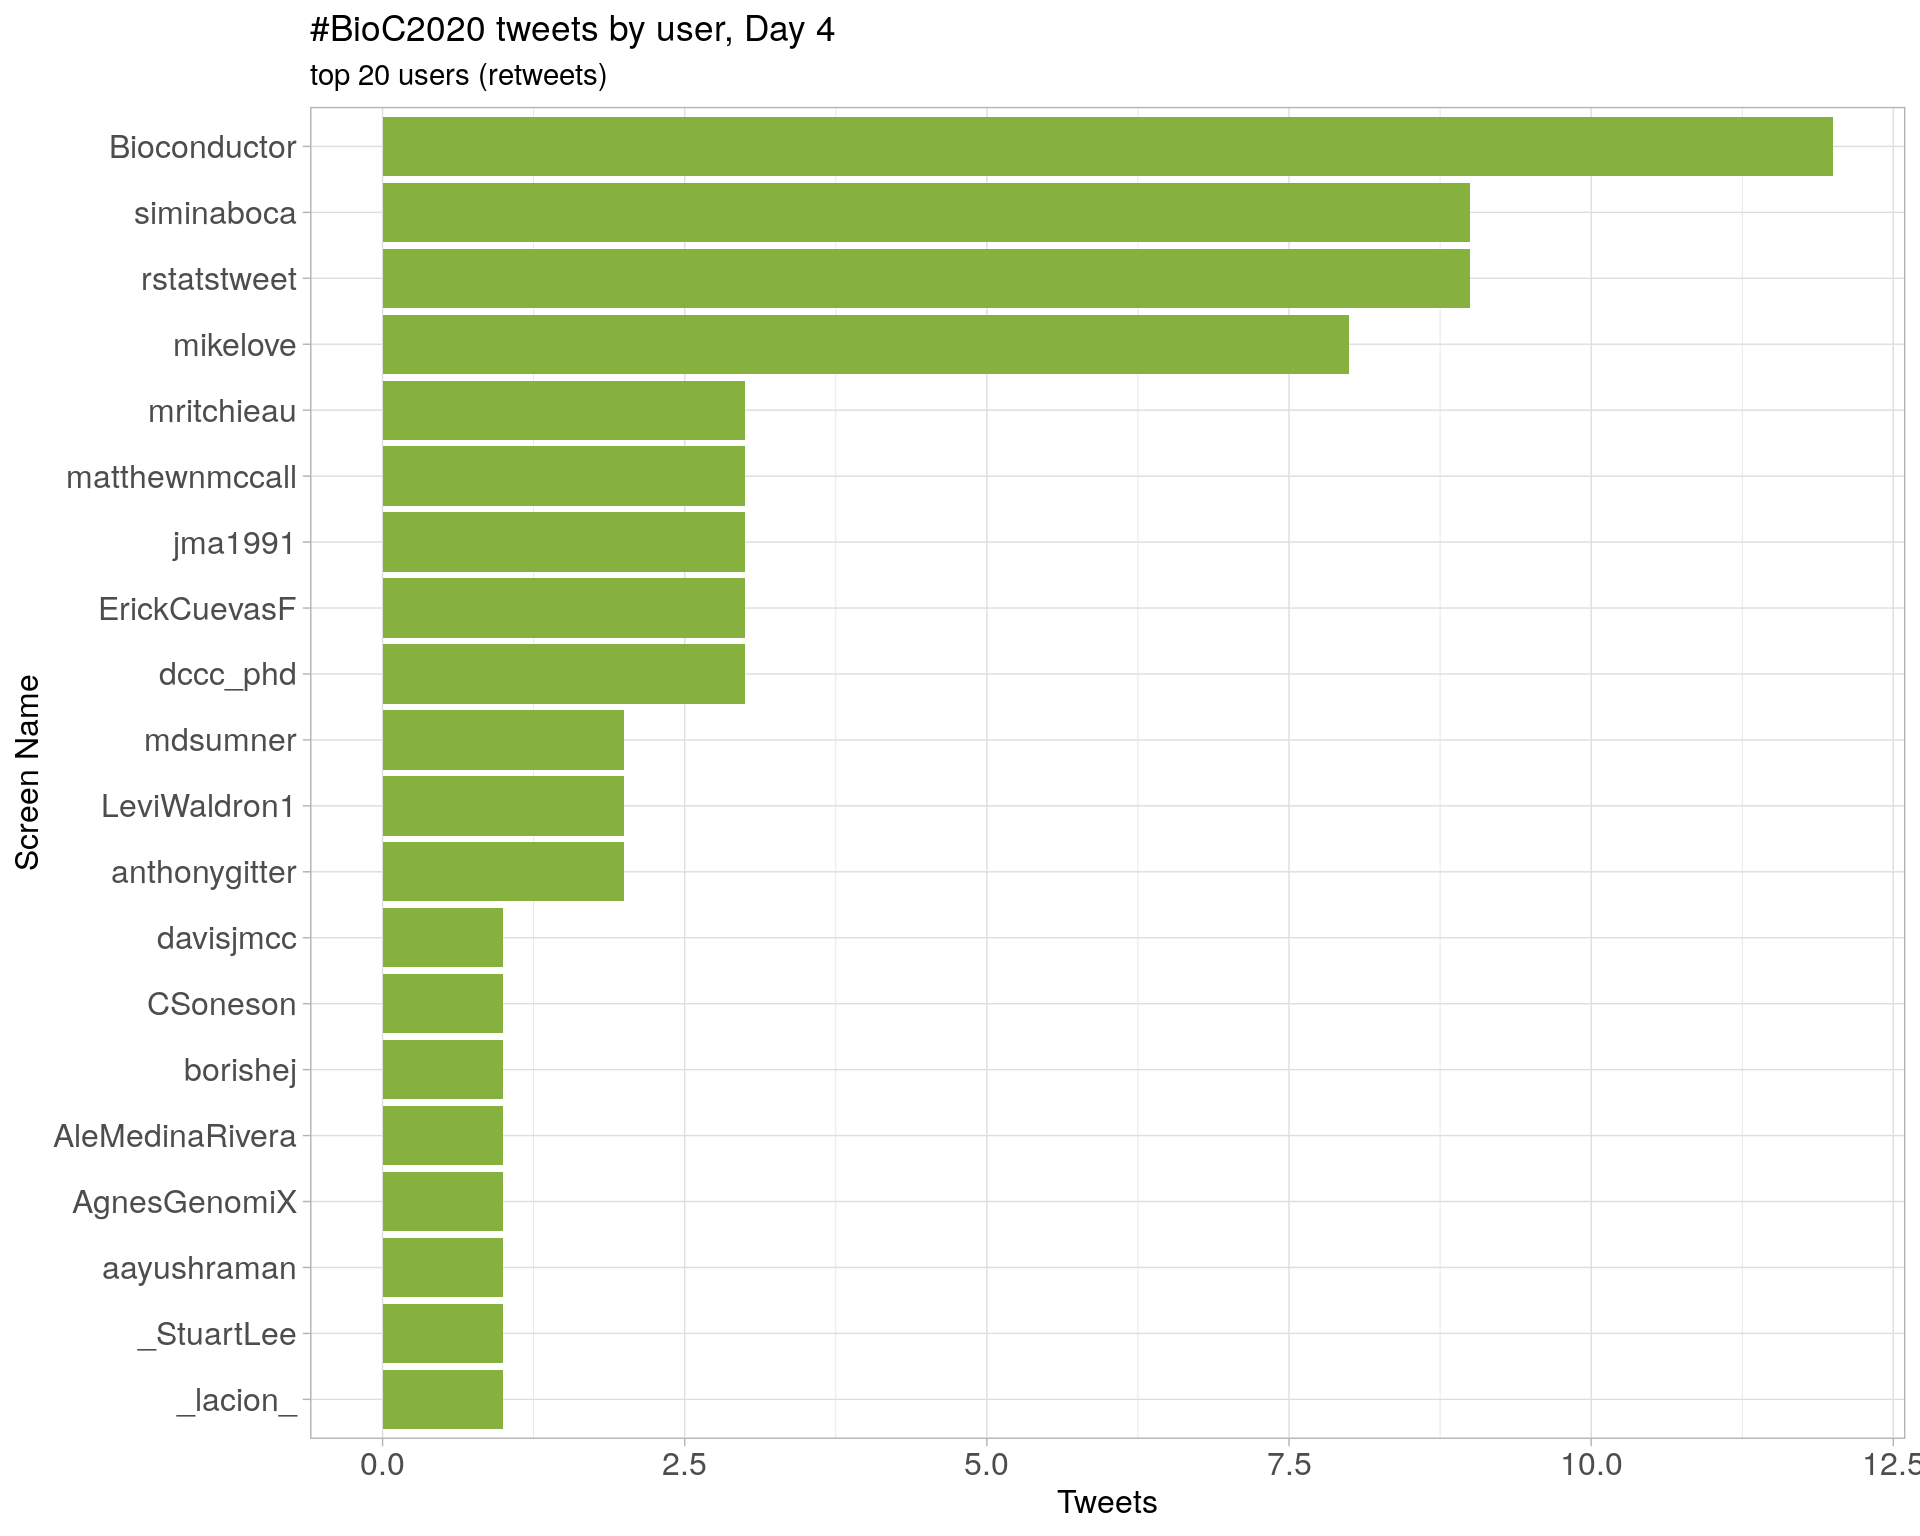 #BioC2020 tweets by user, Day 4
top 20 users (retweets)
Screen Name
Bioconductor
siminaboca
rstatstweet
mikelove
mritchieau
matthewnmccall
jma1991
ErickCuevasF
dccc_phd
mdsumner
LeviWaldron1
anthonygitter
davisjmcc
CSoneson
borishej
AleMedinaRivera
AgnesGenomiX
aayushraman
_StuartLee
_lacion_
0.0 2.5 5.0 7.5 10.0 12.5
Tweets